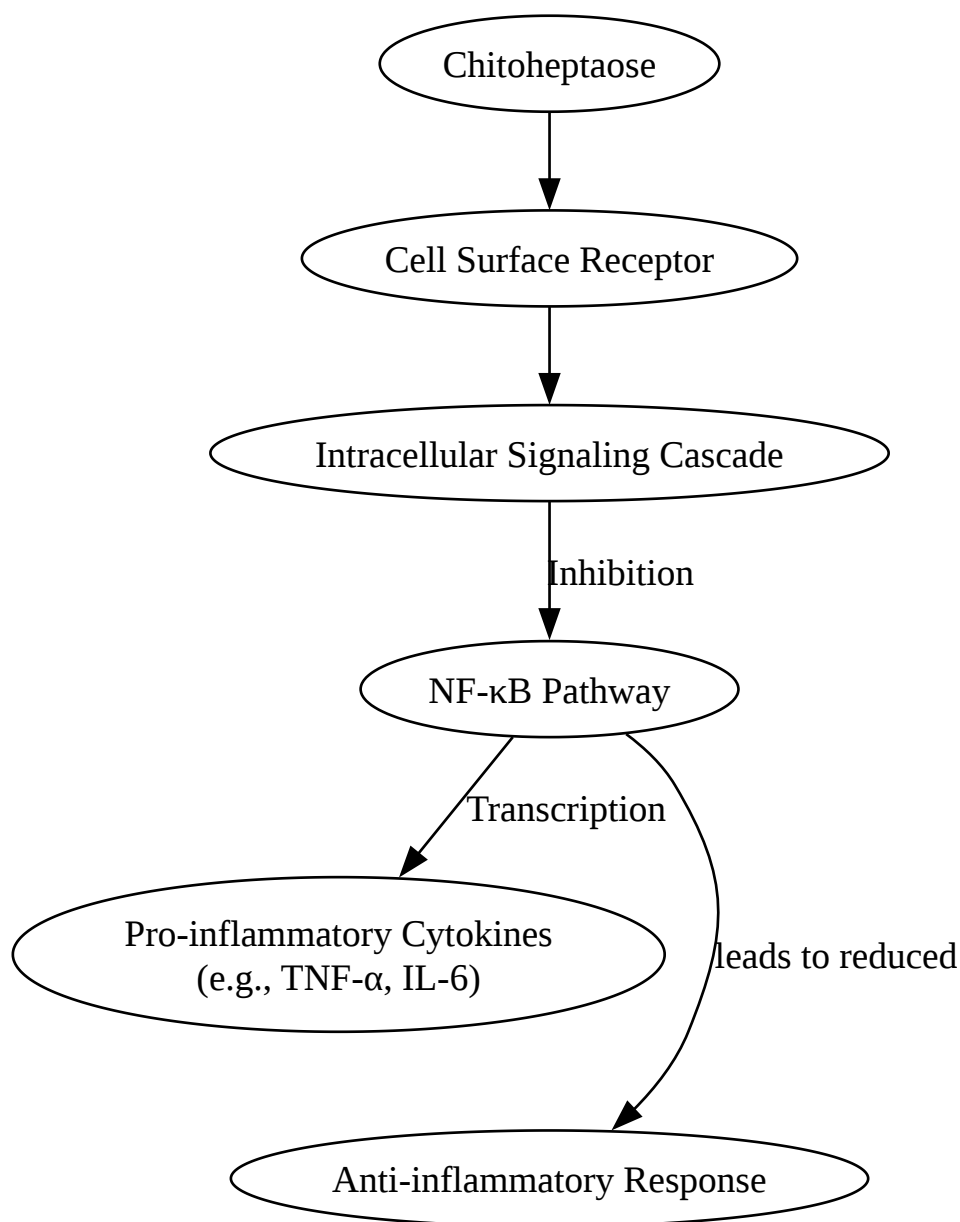 Chitoheptaose
Cell Surface Receptor
Intracellular Signaling Cascade
Inhibition
NF-κB Pathway
Transcription
Pro-inflammatory Cytokines
(e.g., TNF-α, IL-6)
leads to reduced
Anti-inflammatory Response